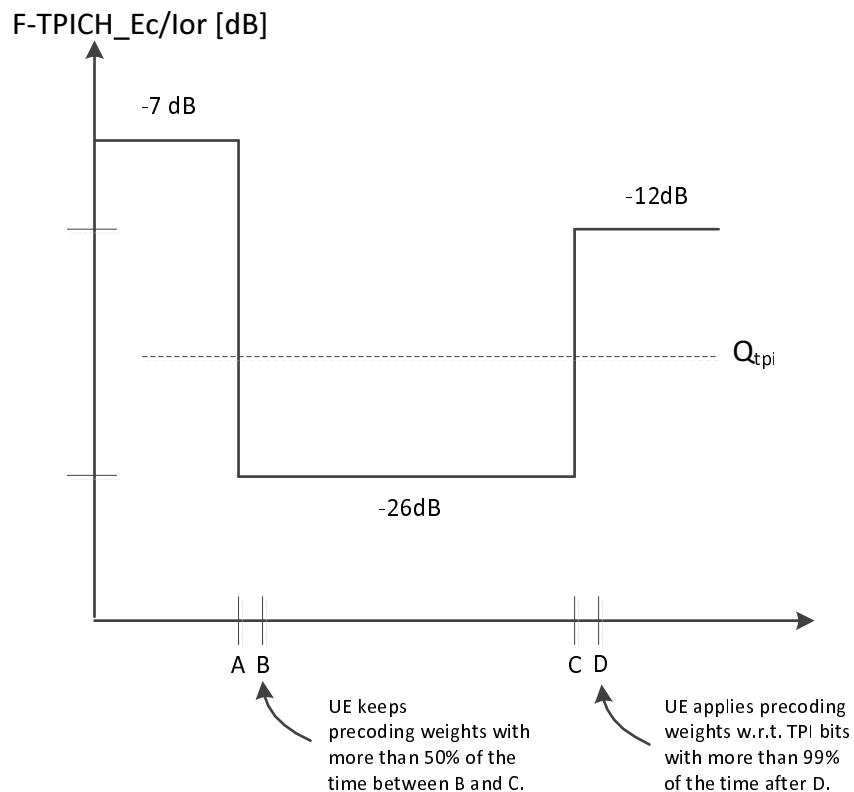 F-TPICH_Ec/Ior [dB]
-7 dB
-12dB
Qtpi
-26dB
A B
C D
UE keeps
precoding weights with
more than 50% of the
time between B and C.
UE applies precoding
weights w.r.t. TPI bits
with more than 99%
of the time after D.